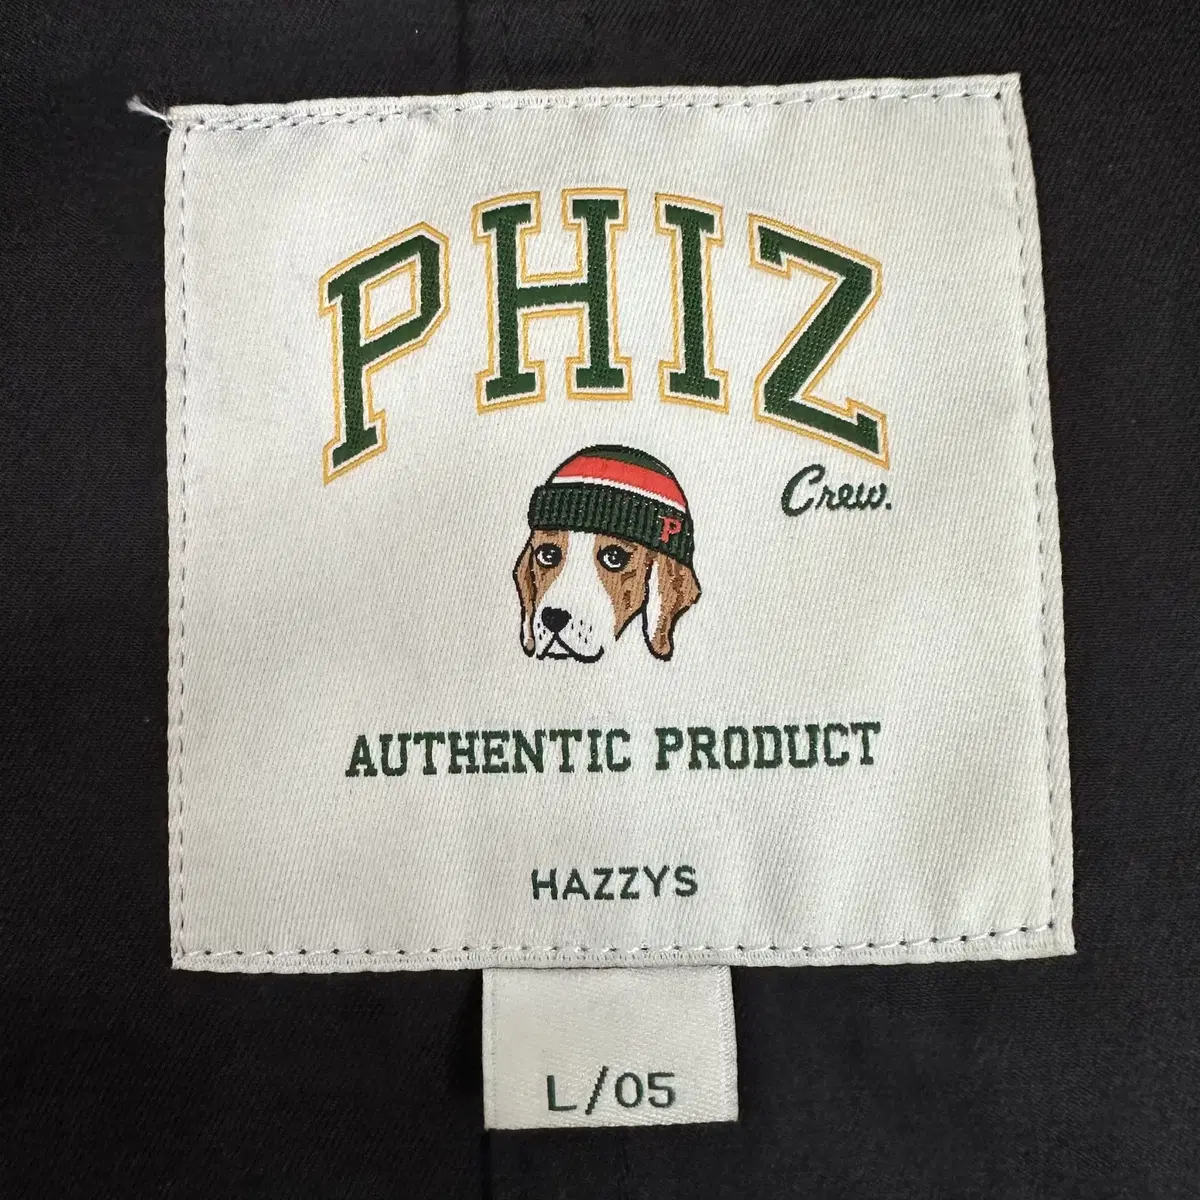 PHIZ
Crew.
P
AUTHENTIC PRODUCT
HAZZYS
L/05